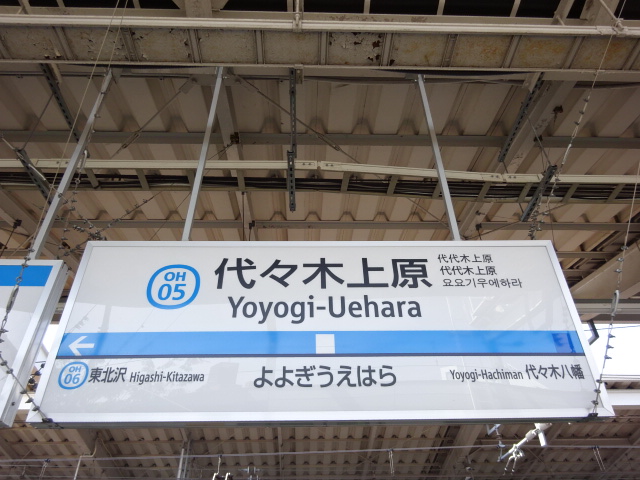 OH
05
代々木上原
代代木上原
代代木上原
요요기우에하라
Yoyogi-Uehara
OH
06
東北沢 Higashi-Kitazawa
よよぎうえはら
Yoyogi-Hachiman 代々木八幡